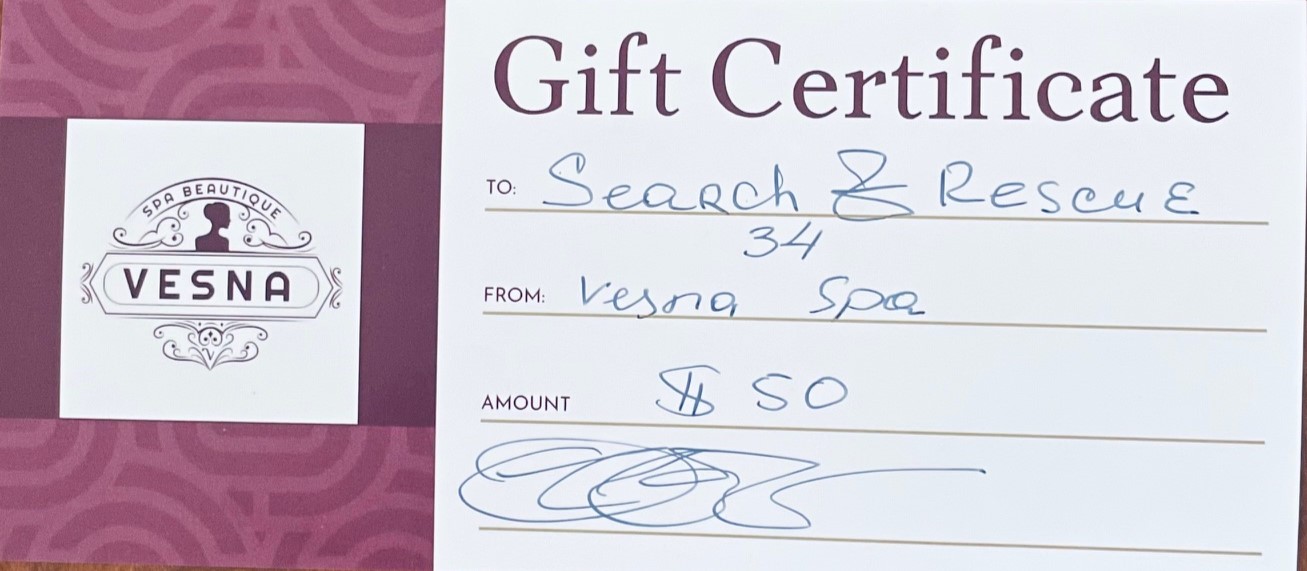 Gift Certificate
SPA BEAUTIQUE
VESNA
V
TO: Search & Rescue
34
FROM: Vesna Spa
AMOUNT $ 50